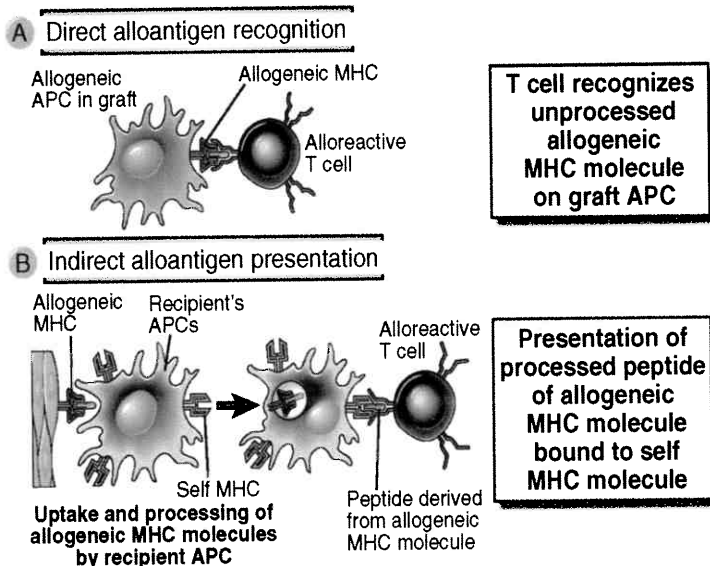 A Direct alloantigen recognition
Allogeneic
APC in graft
Allogeneic MHC
Alloreactive
T cell
T cell recognizes
unprocessed
allogeneic
MHC molecule
on graft APC
B Indirect alloantigen presentation
Allogeneic
MHC
Recipient's
APCs
Alloreactive
T cell
Self MHC
Uptake and processing of
allogeneic MHC molecules
by recipient APC
Peptide derived
from allogeneic
MHC molecule
Presentation of
processed peptide
of allogeneic
MHC molecule
bound to self
MHC molecule